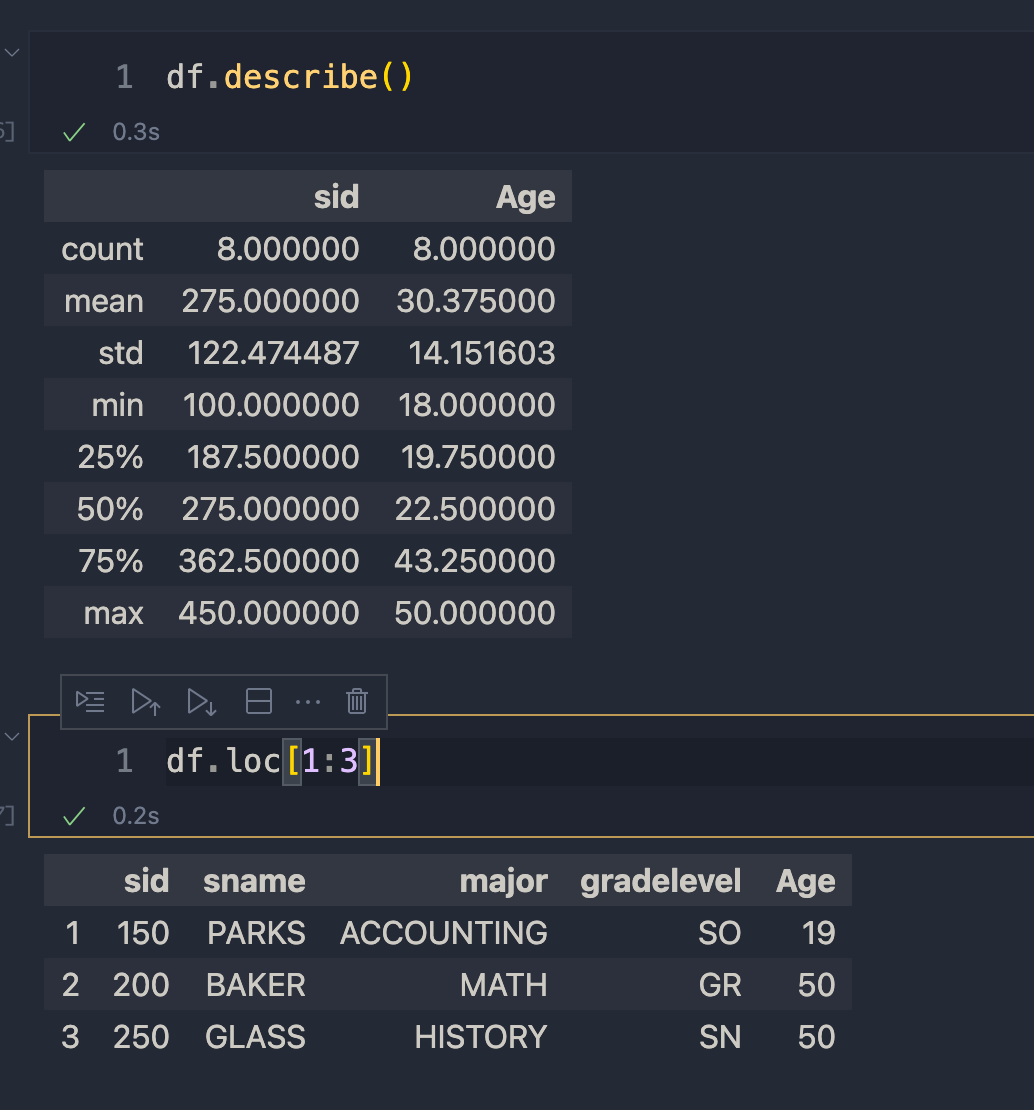 1 df.describe()
5]
0.3s
sid Age
count 8.000000 8.000000
mean 275.000000 30.375000
std 122.474487 14.151603
min 100.000000 18.000000
25% 187.500000 19.750000
50% 275.000000 22.500000
75% 362.500000 43.250000
max 450.000000 50.000000
1 df.loc[1:3]
7]
0.2s
sid sname major gradelevel Age
1 150 PARKS ACCOUNTING SO 19
2 200 BAKER MATH GR 50
3 250 GLASS HISTORY SN 50